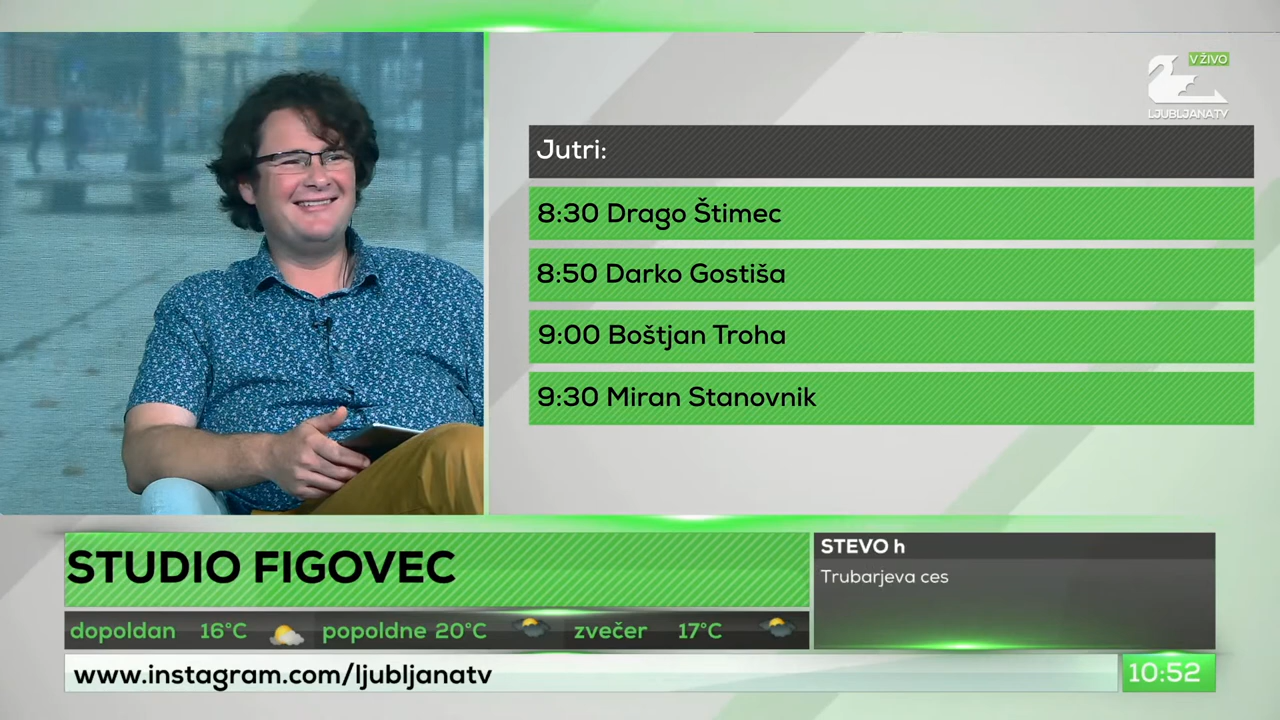 V ŽIVO
LJUBLJANATV
Jutri:
8:30 Drago Štimec
8:50 Darko Gostiša
9:00 Boštjan Troha
9:30 Miran Stanovnik
STUDIO FIGOVEC
STEVO h
Trubarjeva ces
dopoldan 16°C popoldne 20°C zvečer 17°C
www.instagram.com/ljubljanatv
10:52